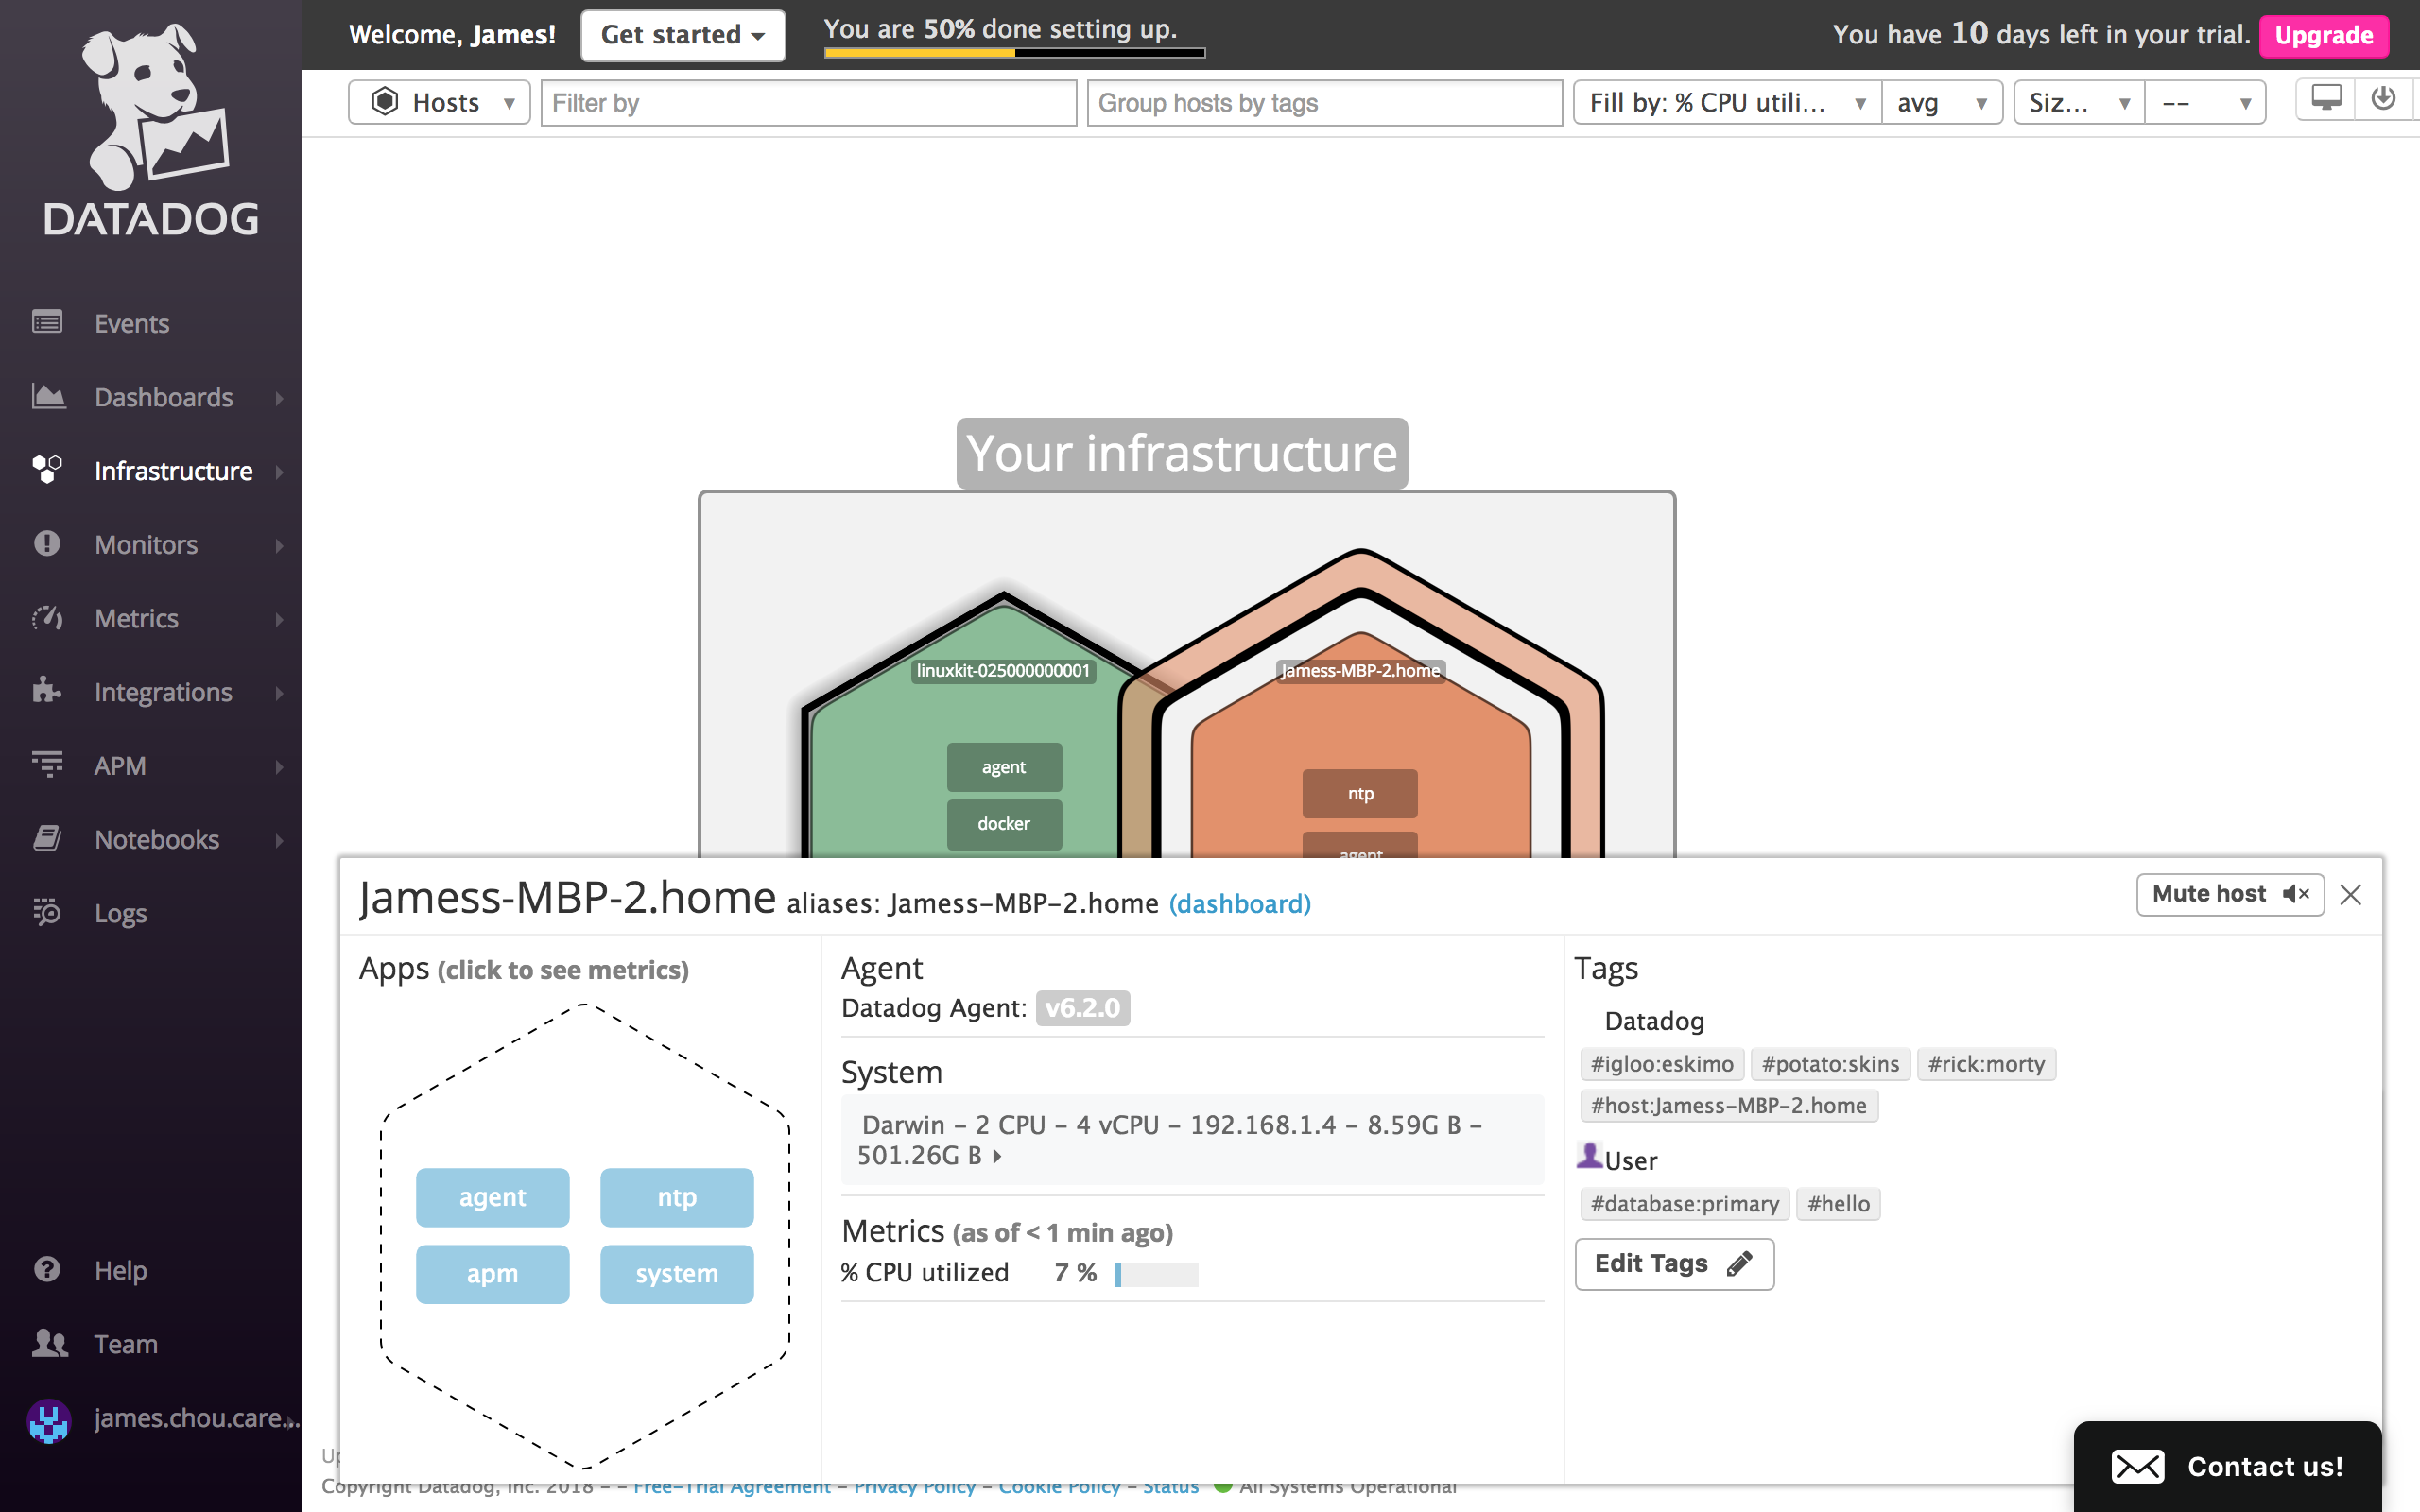 DATADOG
Events
Dashboards
Infrastructure
Monitors
Metrics
Integrations
APM
Notebooks
Logs
Help
Team
james.chou.care...
Welcome, James!
Get started
You are 50% done setting up.
You have 10 days left in your trial. Upgrade
Hosts
Filter by
Group hosts by tags
Fill by: % CPU utili...
avg
Siz...
--
Your infrastructure
linuxkit-025000000001
Jamess-MBP-2.home
agent
docker
ntp
agent
Jamess-MBP-2.home aliases: Jamess-MBP-2.home (dashboard)
Mute host
Apps (click to see metrics)
agent
ntp
apm
system
Agent
Datadog Agent: v6.2.0
System
Darwin - 2 CPU - 4 vCPU - 192.168.1.4 - 8.59G B -
501.26G B
Metrics (as of < 1 min ago)
% CPU utilized 7 %
Tags
Datadog
#igloo:eskimo #potato:skins #rick:morty
#host:Jamess-MBP-2.home
User
#database:primary #hello
Edit Tags
Contact us!
Copyright Datadog, Inc. 2018 - - Free-Trial Agreement - Privacy Policy - Cookie Policy - Status All Systems Operational